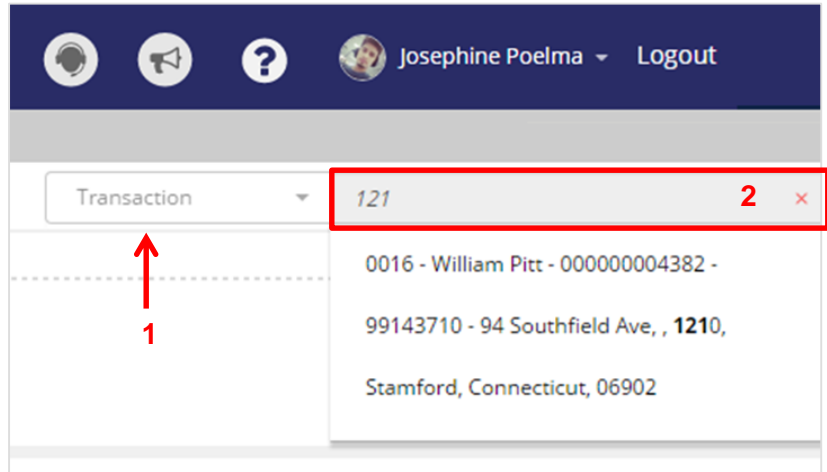 ? Josephine Poelma Logout
Transaction 121 2 ×
0016 - William Pitt - 000000004382 -
99143710 - 94 Southfield Ave, , 1210,
1
Stamford, Connecticut, 06902